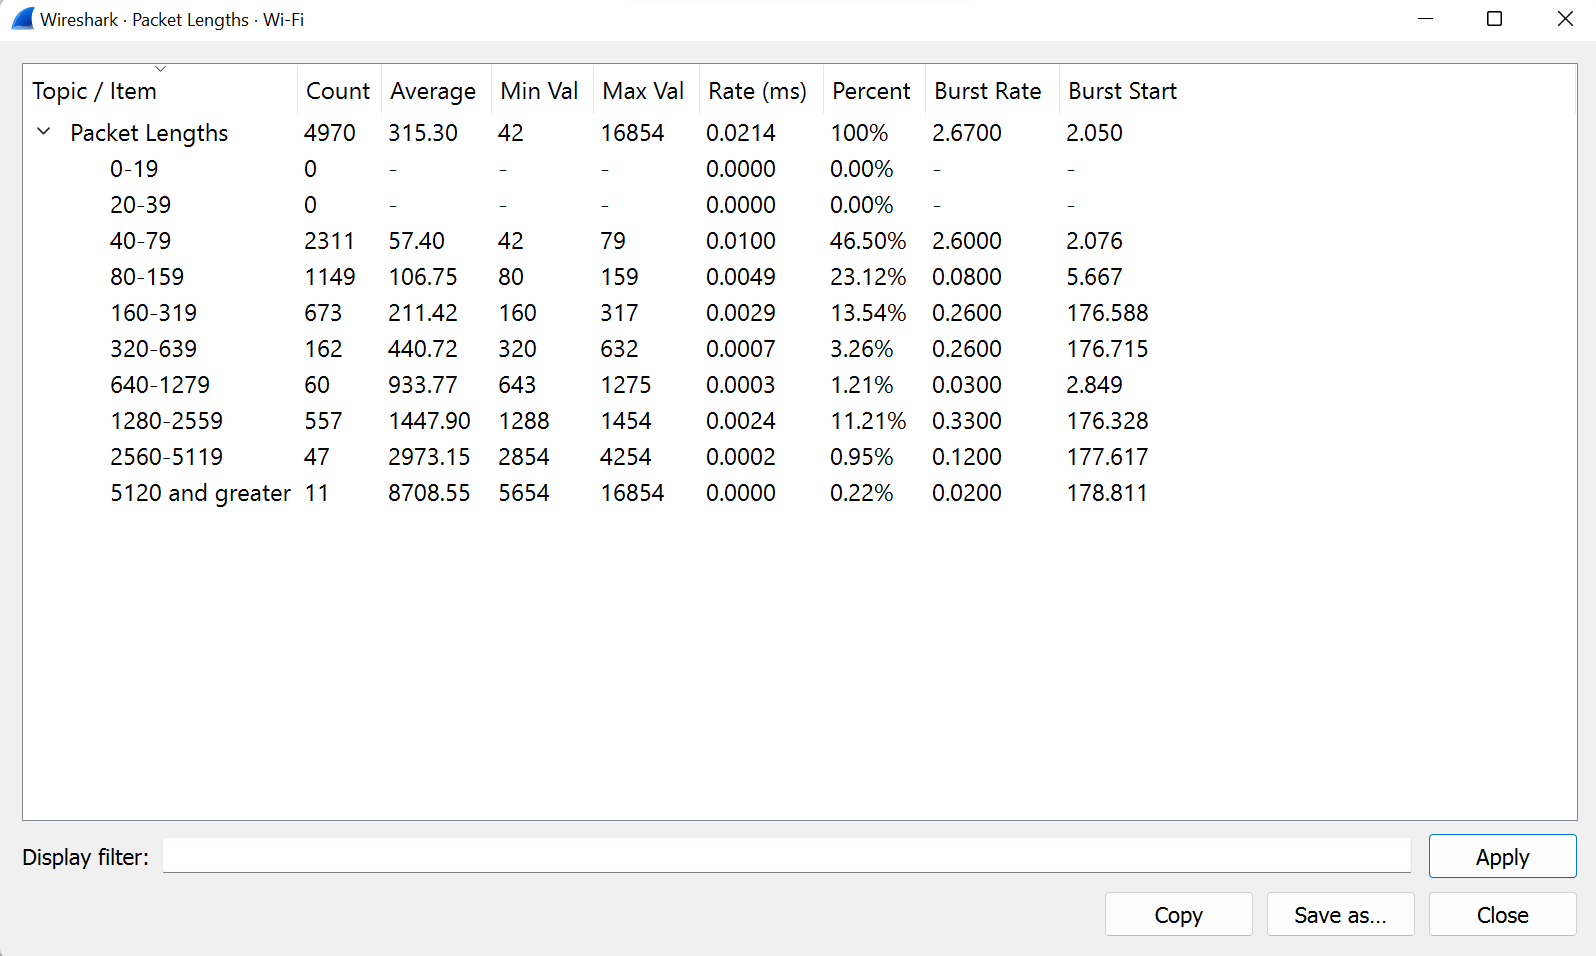 Wireshark · Packet Lengths · Wi-Fi
Topic / Item Count Average Min Val Max Val Rate (ms) Percent Burst Rate Burst Start
Packet Lengths 4970 315.30 42 16854 0.0214 100% 2.6700 2.050
0-19 0 - - - 0.0000 0.00% - -
20-39 0 - - - 0.0000 0.00% - -
40-79 2311 57.40 42 79 0.0100 46.50% 2.6000 2.076
80-159 1149 106.75 80 159 0.0049 23.12% 0.0800 5.667
160-319 673 211.42 160 317 0.0029 13.54% 0.2600 176.588
320-639 162 440.72 320 632 0.0007 3.26% 0.2600 176.715
640-1279 60 933.77 643 1275 0.0003 1.21% 0.0300 2.849
1280-2559 557 1447.90 1288 1454 0.0024 11.21% 0.3300 176.328
2560-5119 47 2973.15 2854 4254 0.0002 0.95% 0.1200 177.617
5120 and greater 11 8708.55 5654 16854 0.0000 0.22% 0.0200 178.811
Display filter: Apply
Copy Save as... Close